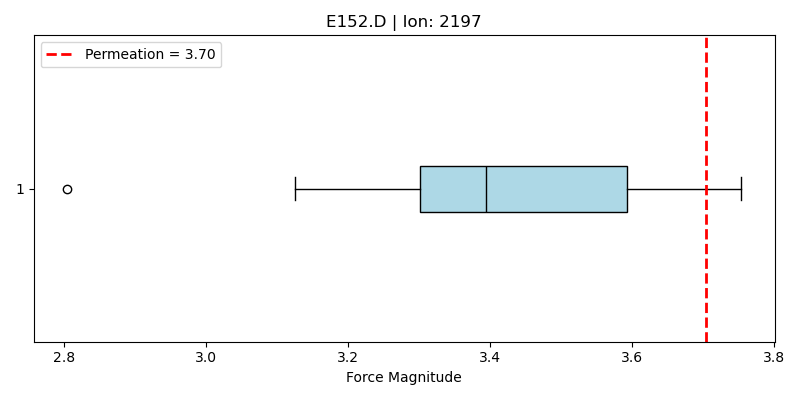 E152.D | Ion: 2197
Permeation = 3.70
1
2.8 3.0 3.2 3.4 3.6 3.8
Force Magnitude